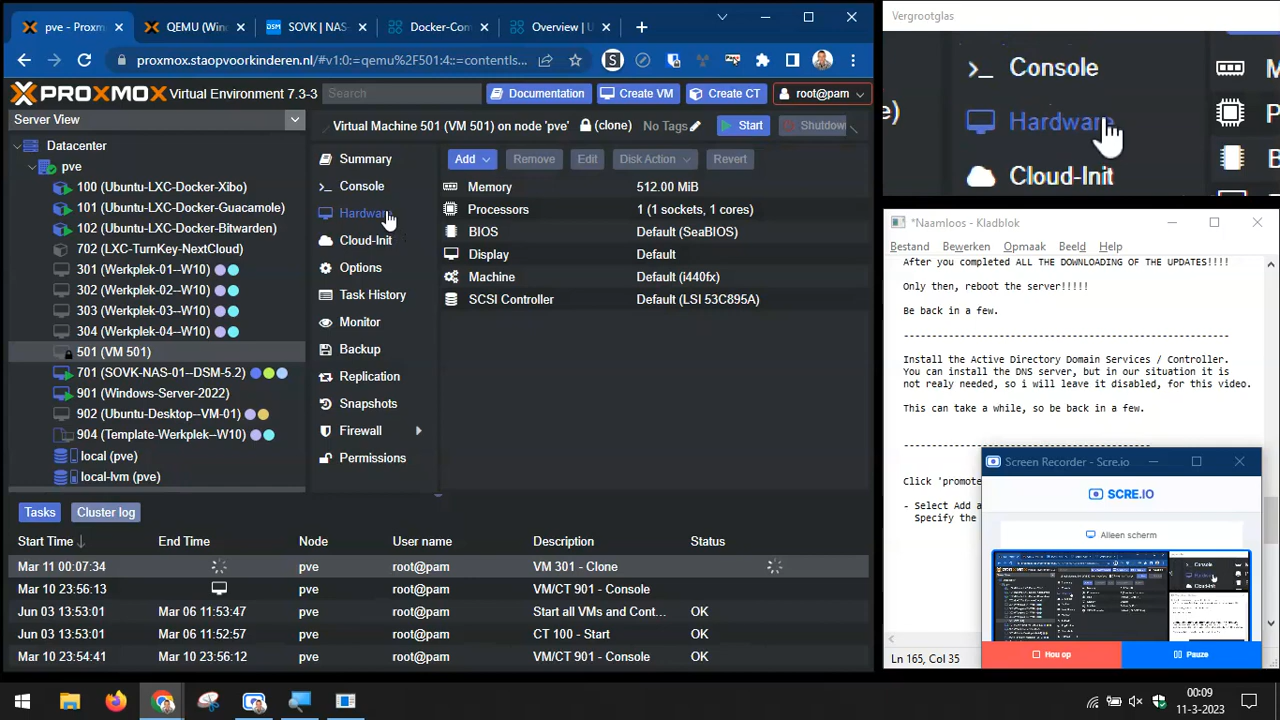 pve - Proxm
QEMU (Wind
SOVK | NAS-
Docker-Con
Overview | U
proxmox.staopvoorkinderen.nl/#v1:0:=qemu%2F501:4::=contentIs...
PROXMOX Virtual Environment 7.3-3
Search
Documentation
Create VM
Create CT
root@pam
Server View
Virtual Machine 501 (VM 501) on node 'pve'
(clone)
No Tags
Start
Shutdown
Datacenter
pve
100 (Ubuntu-LXC-Docker-Xibo)
101 (Ubuntu-LXC-Docker-Guacamole)
102 (Ubuntu-LXC-Docker-Omada)
702 (LXC-TurnKey-NextCloud)
301 (Werkplek-01--W10)
302 (Werkplek-02--W10)
303 (Werkplek-03--W10)
304 (Werkplek-04--W10)
501 (VM 501)
701 (SOVK-NAS-01--DSM-5.2)
901 (Windows-Server-2022)
902 (Ubuntu-Desktop--VM-01)
904 (Template-Werkplek--W10)
local (pve)
local-lvm (pve)
Summary
Console
Hardware
Cloud-Init
Options
Task History
Monitor
Backup
Replication
Snapshots
Firewall
Permissions
Add
Remove
Edit
Disk Action
Revert
Memory 512.00 MiB
Processors 1 (1 sockets, 1 cores)
BIOS Default (SeaBIOS)
Display Default
Machine Default (i440fx)
SCSI Controller Default (LSI 53C895A)
Tasks
Cluster log
Start Time End Time Node User name Description Status
Mar 11 00:07:34 pve root@pam VM 301 - Clone
Mar 10 23:56:13 pve root@pam VM/CT 901 - Console
Jun 03 13:53:01 Mar 06 11:53:47 pve root@pam Start all VMs and Cont... OK
Jun 03 13:53:01 Mar 06 11:52:57 pve root@pam CT 101 - Start OK
Mar 10 23:54:41 Mar 10 23:56:10 pve root@pam VM/CT 901 - Console OK
Vergrootglas
Console
Hardware
Cloud-Init
*Naamloos - Kladblok
Bestand Bewerken Opmaak Beeld Help
After you completed ALL THE DOWNLOADING OF THE UPDATES!!!!
Only then, reboot the server!!!!!
Be back in a few.
Install the Active Directory Domain Services / Controller.
You can install the DNS server, but in our situation it is
not realy needed, so i will leave it disabled, for this video.
This can take a while, so be back in a few.
Click 'promote
- Select Add a
Specify the
Ln 165, Col 35
Screen Recorder - Scre.io
SCRE.IO
Alleen scherm
Hou op
Pauze
00:09
11-3-2023